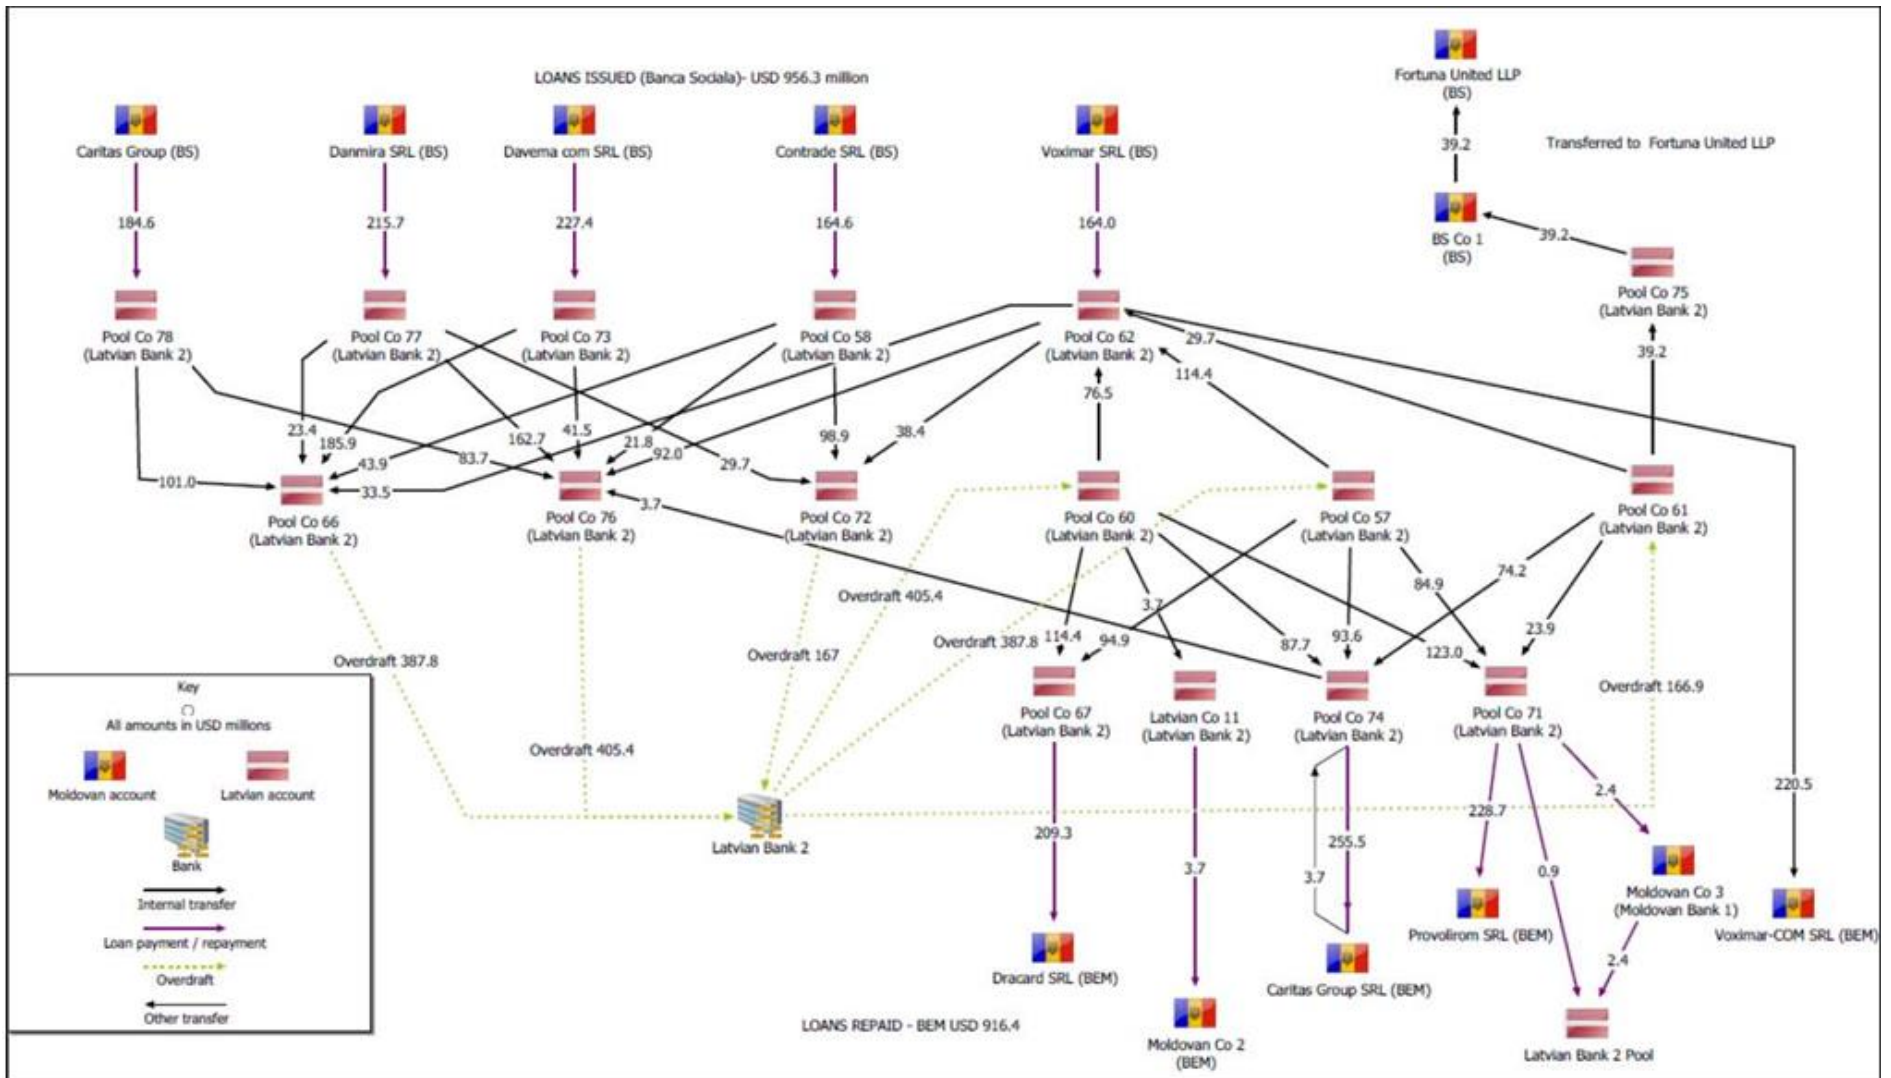 LOANS ISSUED (Banca Sociala)- USD 956.3 million
Fortuna United LLP
(BS)
39.2
Transferred to Fortuna United LLP
Caritas Group (BS)
Danmira SRL (BS)
Davema com SRL (BS)
Contrade SRL (BS)
Voximar SRL (BS)
184.6
215.7
227.4
164.6
164.0
BS Co 1
(BS)
39.2
Pool Co 75
(Latvian Bank 2)
39.2
Pool Co 78
(Latvian Bank 2)
Pool Co 77
(Latvian Bank 2)
Pool Co 73
(Latvian Bank 2)
Pool Co 58
(Latvian Bank 2)
Pool Co 62
(Latvian Bank 2)
29.7
114.4
76.5
23.4
185.9
43.9
83.7
162.7
41.5
21.8
92.0
29.7
98.9
38.4
101.0
33.5
3.7
Pool Co 66
(Latvian Bank 2)
Pool Co 76
(Latvian Bank 2)
Pool Co 72
(Latvian Bank 2)
Pool Co 60
(Latvian Bank 2)
Pool Co 57
(Latvian Bank 2)
Pool Co 61
(Latvian Bank 2)
Overdraft 405.4
3.7
84.9
74.2
Overdraft 387.8
Overdraft 167
Overdraft 387.8
114.4
94.9
87.7
93.6
123.0
23.9
Overdraft 166.9
Pool Co 67
(Latvian Bank 2)
Latvian Co 11
(Latvian Bank 2)
Pool Co 74
(Latvian Bank 2)
Pool Co 71
(Latvian Bank 2)
Overdraft 405.4
Latvian Bank 2
209.3
3.7
3.7
255.5
228.7
0.9
2.4
220.5
Moldovan Co 3
(Moldovan Bank 1)
2.4
Dracard SRL (BEM)
Caritas Group SRL (BEM)
Provolirom SRL (BEM)
Voximar-COM SRL (BEM)
LOANS REPAID - BEM USD 916.4
Moldovan Co 2
(BEM)
Latvian Bank 2 Pool
Key
All amounts in USD millions
Moldovan account
Latvian account
Bank
Internal transfer
Loan payment / repayment
Overdraft
Other transfer